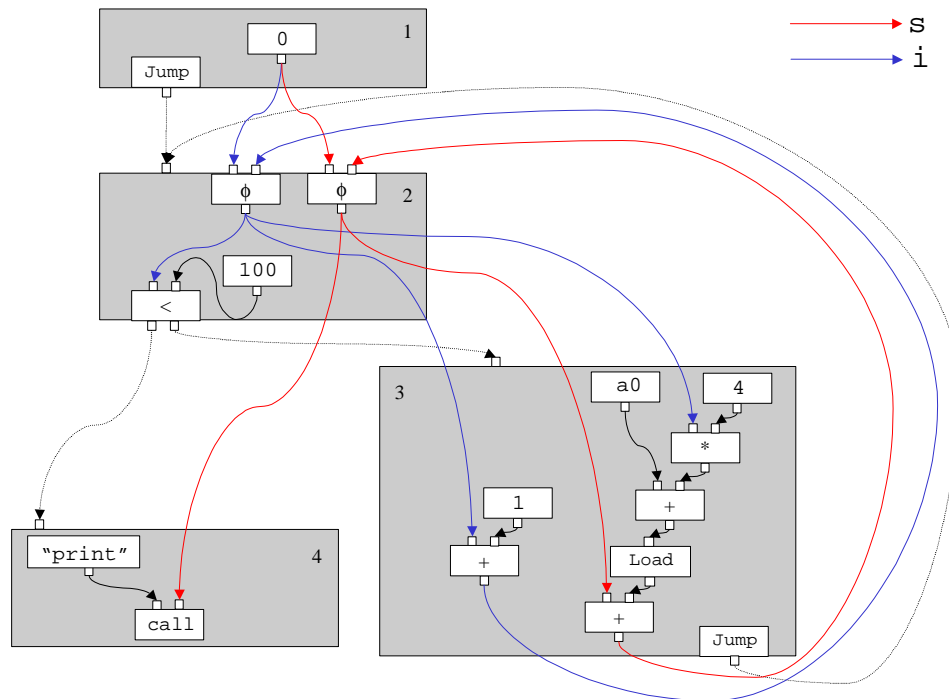 1
0
Jump
s
i
ϕ
ϕ
2
100
<
3
a0
4
*
+
1
+
Load
+
Jump
"print"
4
call